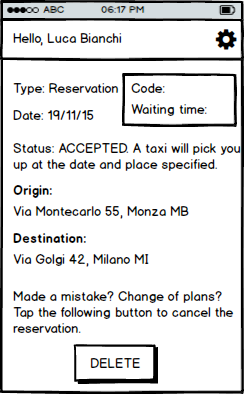 ABC 06:17 PM
Hello, Luca Bianchi
Type: Reservation
Code:
Waiting time:
Date: 19/11/15
Status: ACCEPTED. A taxi will pick you
up at the date and place specified.
Origin:
Via Montecarlo 55, Monza MB
Destination:
Via Golgi 42, Milano MI
Made a mistake? Change of plans?
Tap the following button to cancel the
reservation.
DELETE